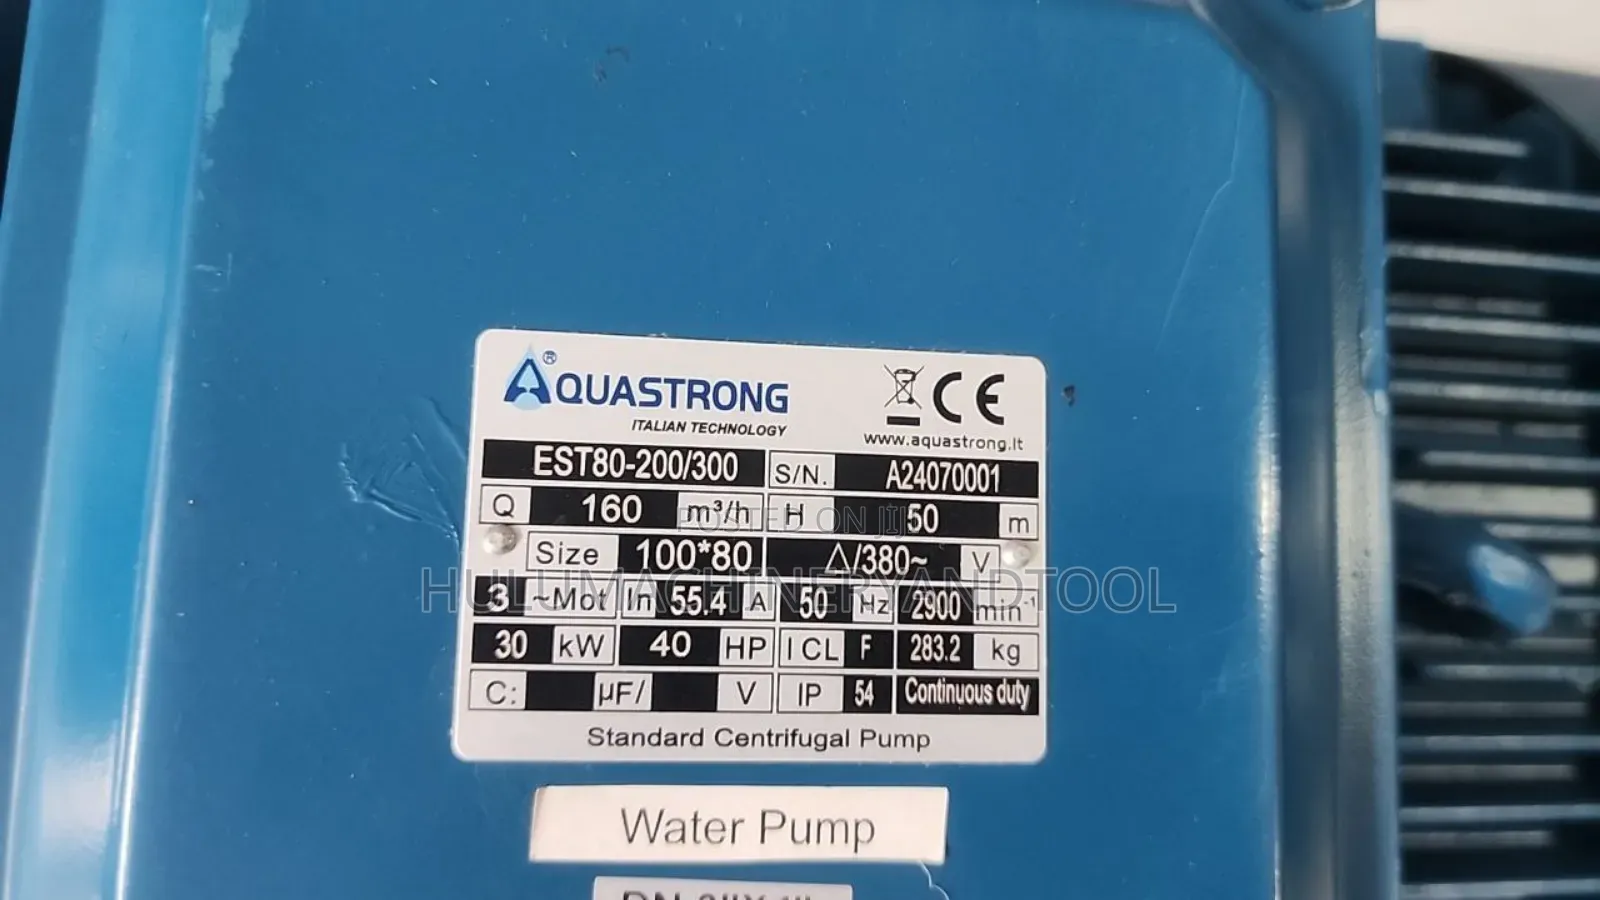 AQUASTRONG ®
ITALIAN TECHNOLOGY
CE
www.aquastrong.lt
EST80-200/300 S/N. A24070001
Q 160 m³/h H 50 m
POSTED ON JIJI
Size 100*80 △/380~ V
HULUMACHINERYANDTOOL
3 ~Mot In 55.4 A 50 Hz 2900 min⁻¹
30 kW 40 HP I CL F 283.2 kg
C: µF/ V IP 54 Continuous duty
Standard Centrifugal Pump
Water Pump